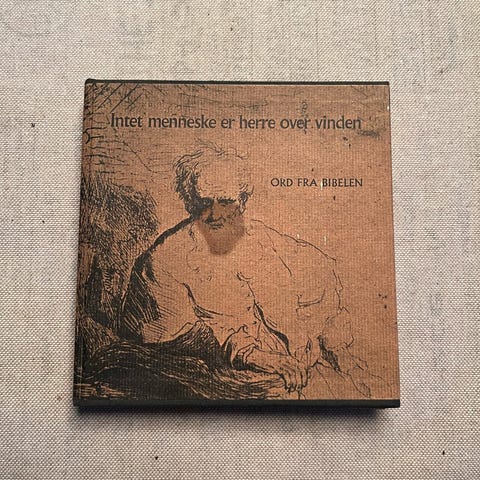 Intet menneske er herre over vinden
ORD FRA BIBELEN